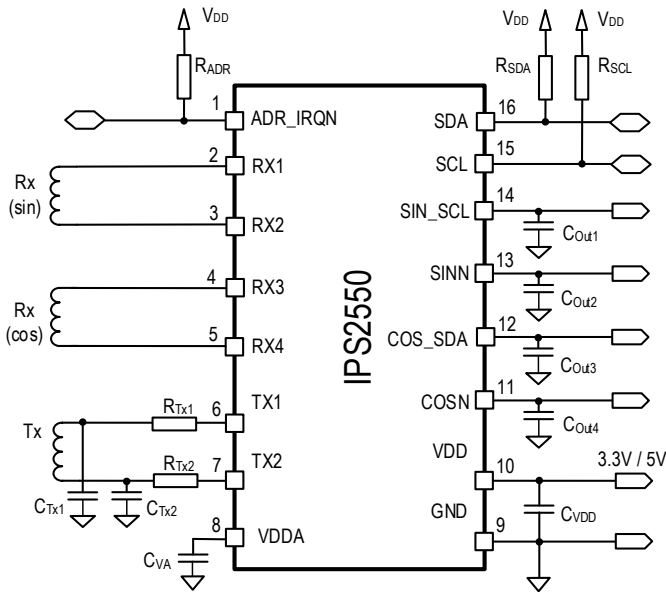 VDD
VDD
VDD
RADR
RSDA
RSCL
1
ADR_IRQN
SDA
16
2
RX1
SCL
15
Rx
(sin)
3
RX2
SIN_SCL
14
COut1
SINN
13
COut2
4
RX3
Rx
(cos)
5
RX4
IPS2550
COS_SDA
12
COut3
COSN
11
COut4
Tx
RTx1
6
TX1
RTx2
7
TX2
CTx1
CTx2
VDD
10
3.3V / 5V
CVDD
GND
9
8
VDDA
CVA